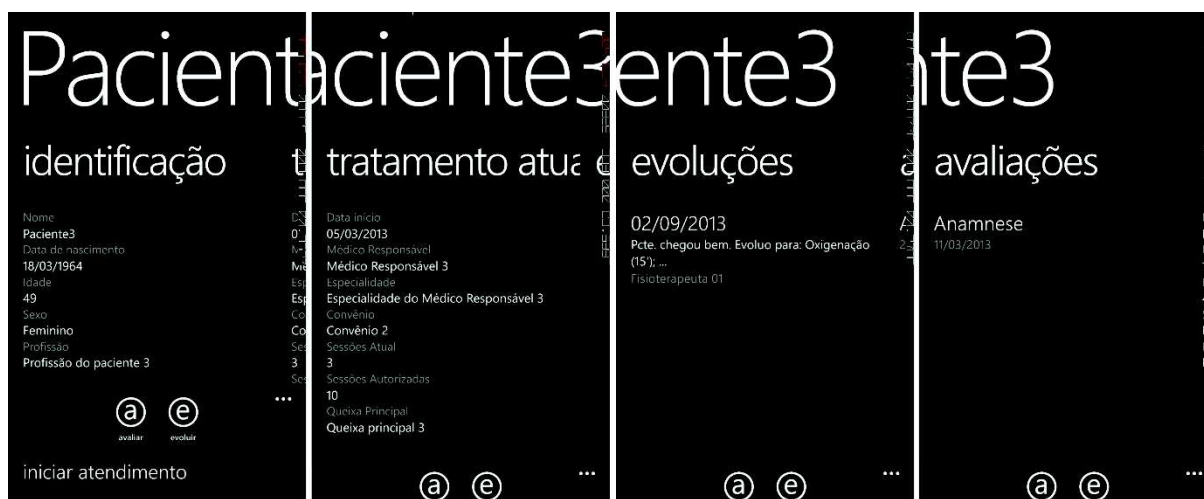 Pacient
identificação
Nome
Paciente3
Data de nascimento
18/03/1964
Idade
49
Sexo
Feminino
Profissão
Profissão do paciente 3
a e
avaliar evoluir
...
iniciar atendimento
aciente3
tratamento atua
Data início
05/03/2013
Médico Responsável
Médico Responsável 3
Especialidade
Especialidade do Médico Responsável 3
Convênio
Convênio 2
Sessões Atual
3
Sessões Autorizadas
10
Queixa Principal
Queixa principal 3
a e
...
ente3
evoluções
02/09/2013
Pcte. chegou bem. Evoluo para: Oxigenação
(15'); ...
Fisioterapeuta 01
a e
...
nte3
avaliações
Anamnese
11/03/2013
a e
...